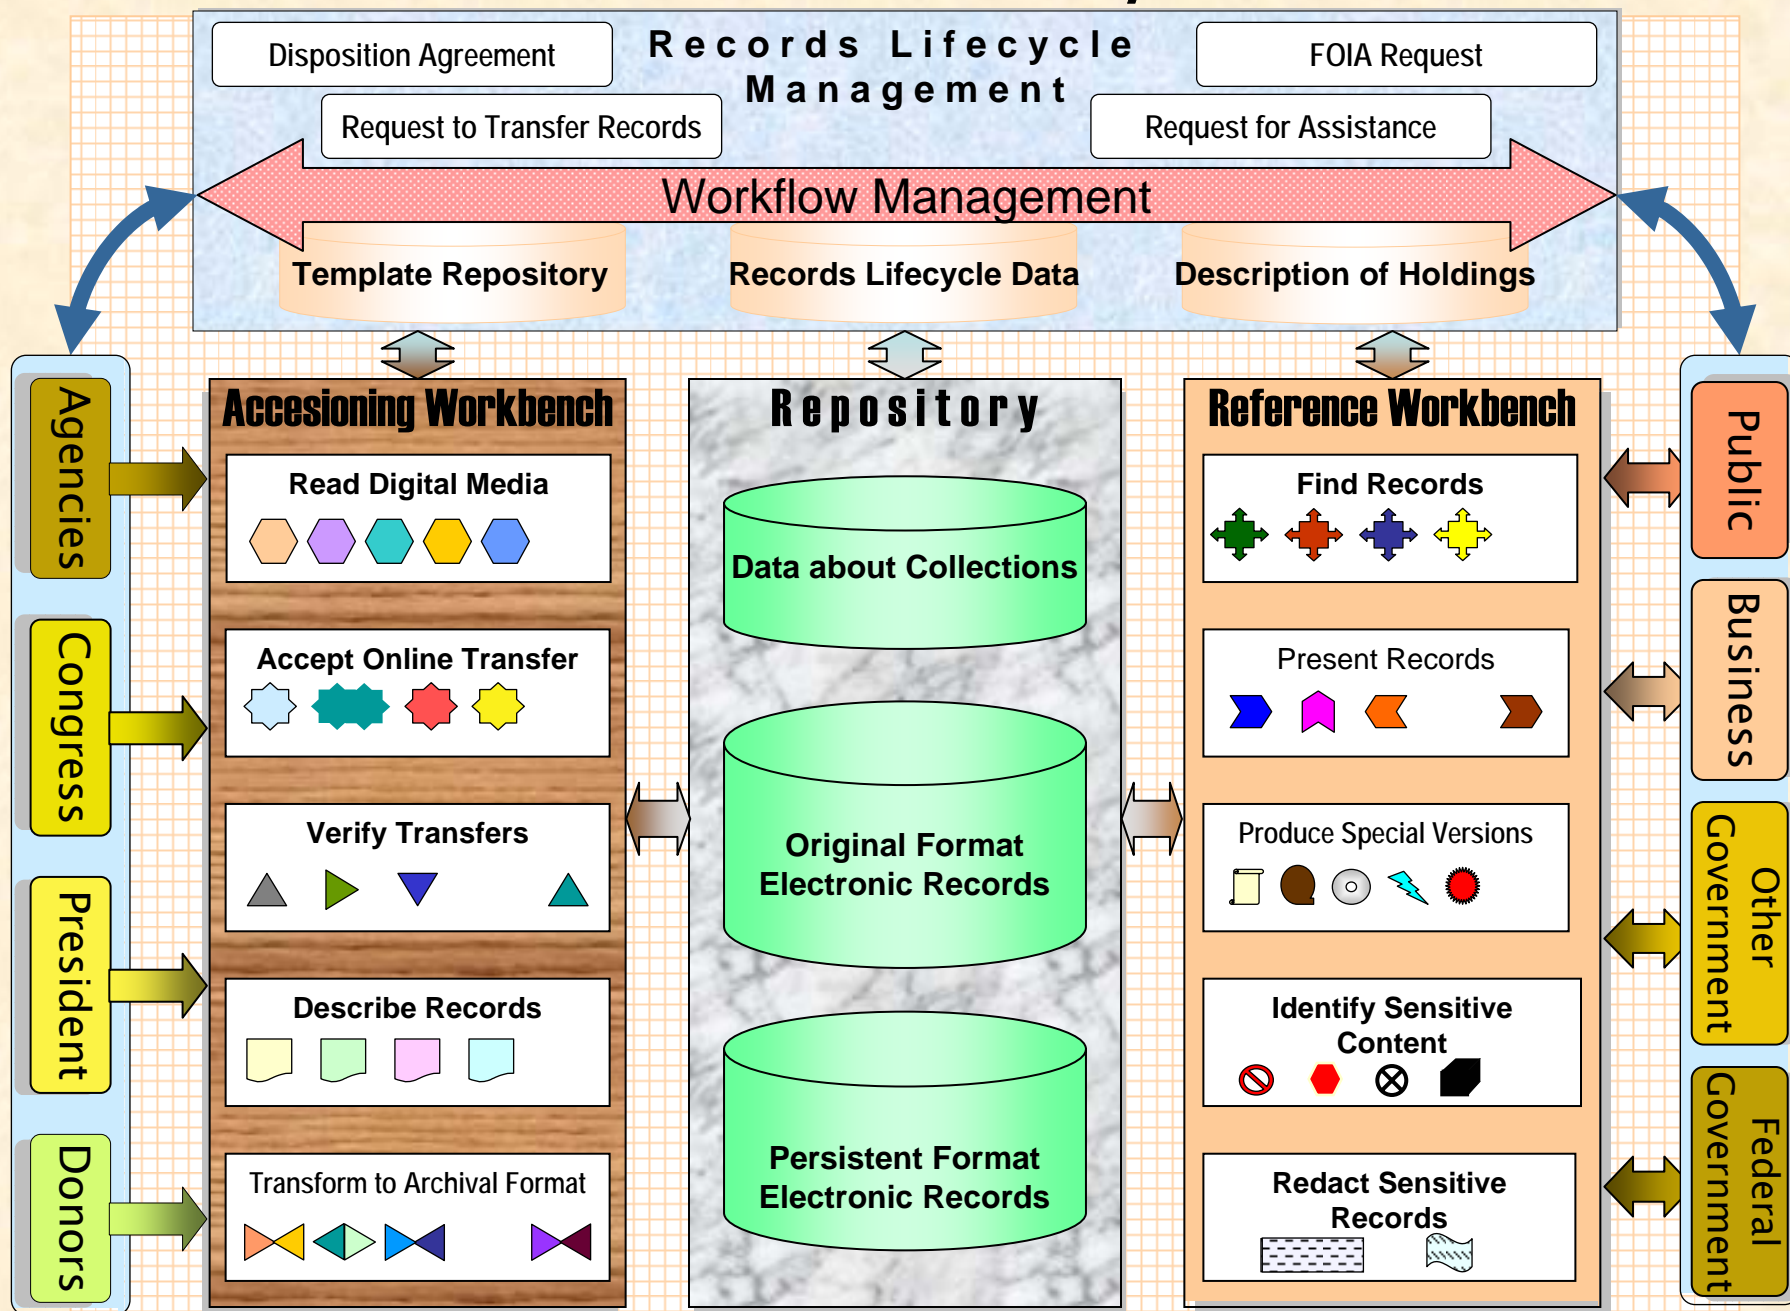 Records Lifecycle
Management
Disposition Agreement
FOIA Request
Request to Transfer Records
Request for Assistance
Workflow Management
Template Repository
Records Lifecycle Data
Description of Holdings
Agencies
Congress
President
Donors
Accesioning Workbench
Read Digital Media
Accept Online Transfer
Verify Transfers
Describe Records
Transform to Archival Format
Repository
Data about Collections
Original Format
Electronic Records
Persistent Format
Electronic Records
Reference Workbench
Find Records
Present Records
Produce Special Versions
Identify Sensitive
Content
Redact Sensitive
Records
Public
Business
Other
Government
Federal
Government